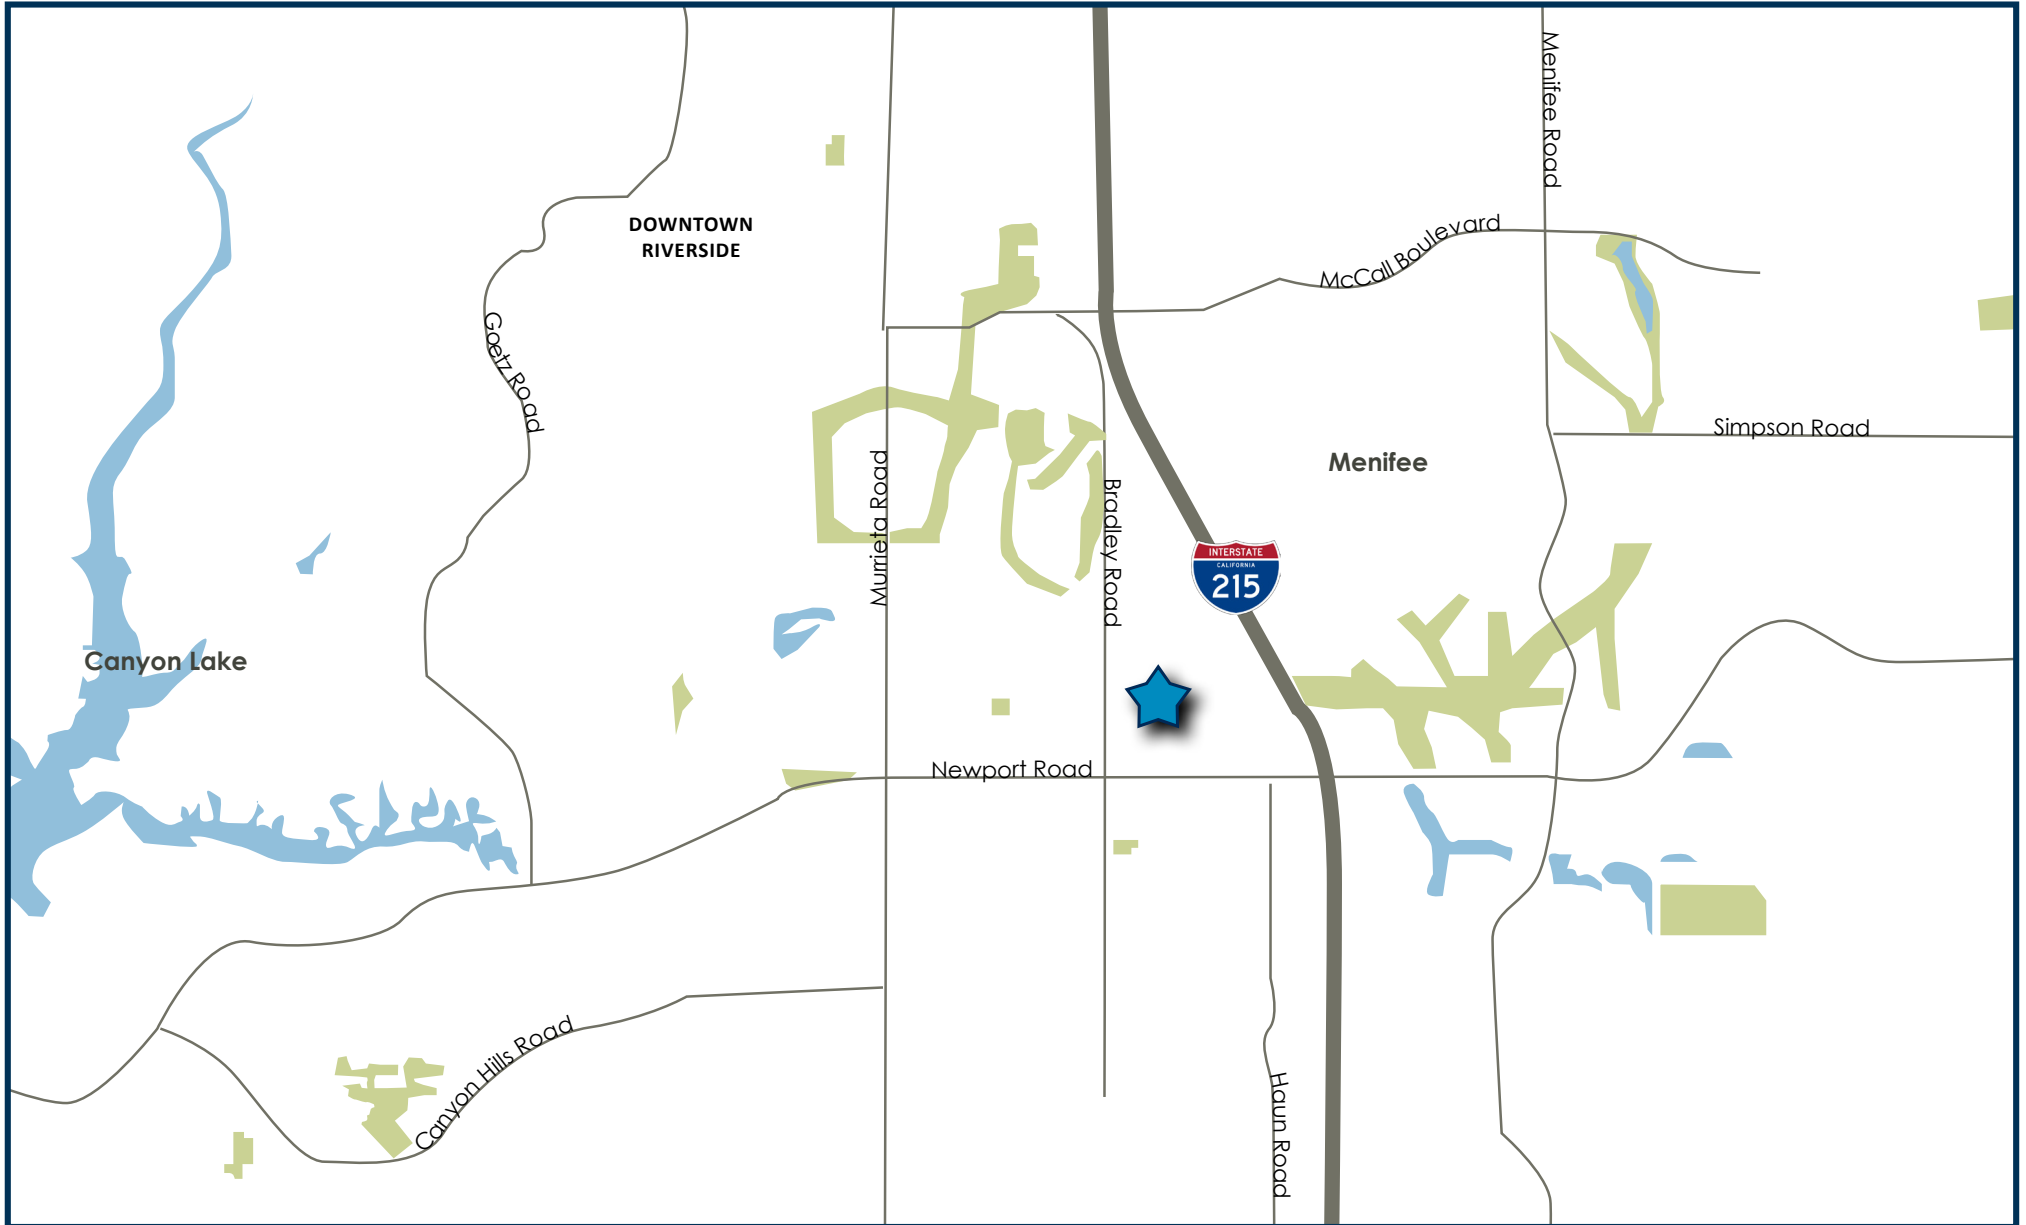 Menifee Road
DOWNTOWN
RIVERSIDE
McCall Boulevard
Goetz Road
Simpson Road
Menifee
Murrieta Road
Bradley Road
INTERSTATE
CALIFORNIA
215
Canyon Lake
Newport Road
Canyon Hills Road
Haun Road